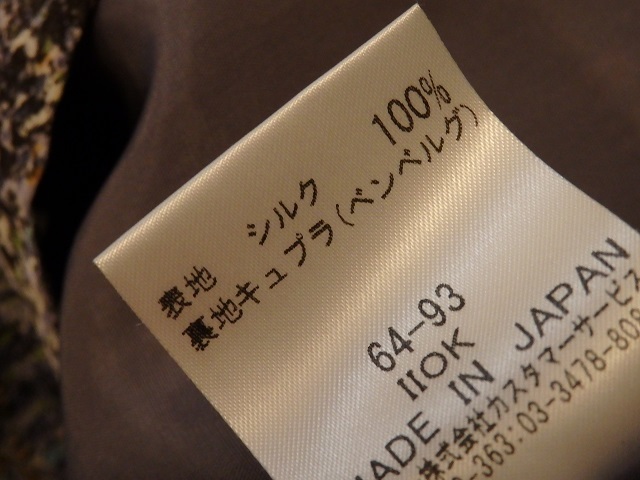 表地 シルク 100%
裏地キュプラ(ベンベルグ)
64-93
IIOK
MADE IN JAPAN
株式会社カスタマーサービス
363:03-3478-808